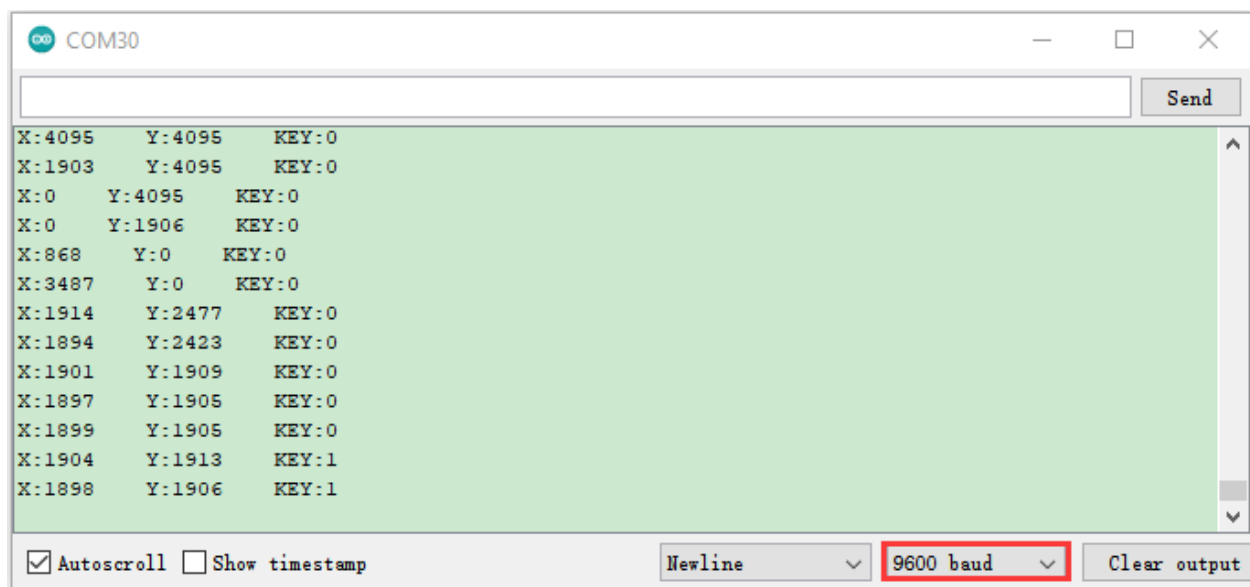 COM30
Send
X:4095 Y:4095 KEY:0
X:1903 Y:4095 KEY:0
X:0 Y:4095 KEY:0
X:0 Y:1906 KEY:0
X:868 Y:0 KEY:0
X:3487 Y:0 KEY:0
X:1914 Y:2477 KEY:0
X:1894 Y:2423 KEY:0
X:1901 Y:1909 KEY:0
X:1897 Y:1905 KEY:0
X:1899 Y:1905 KEY:0
X:1904 Y:1913 KEY:1
X:1898 Y:1906 KEY:1
Autoscroll Show timestamp Newline 9600 baud Clear output